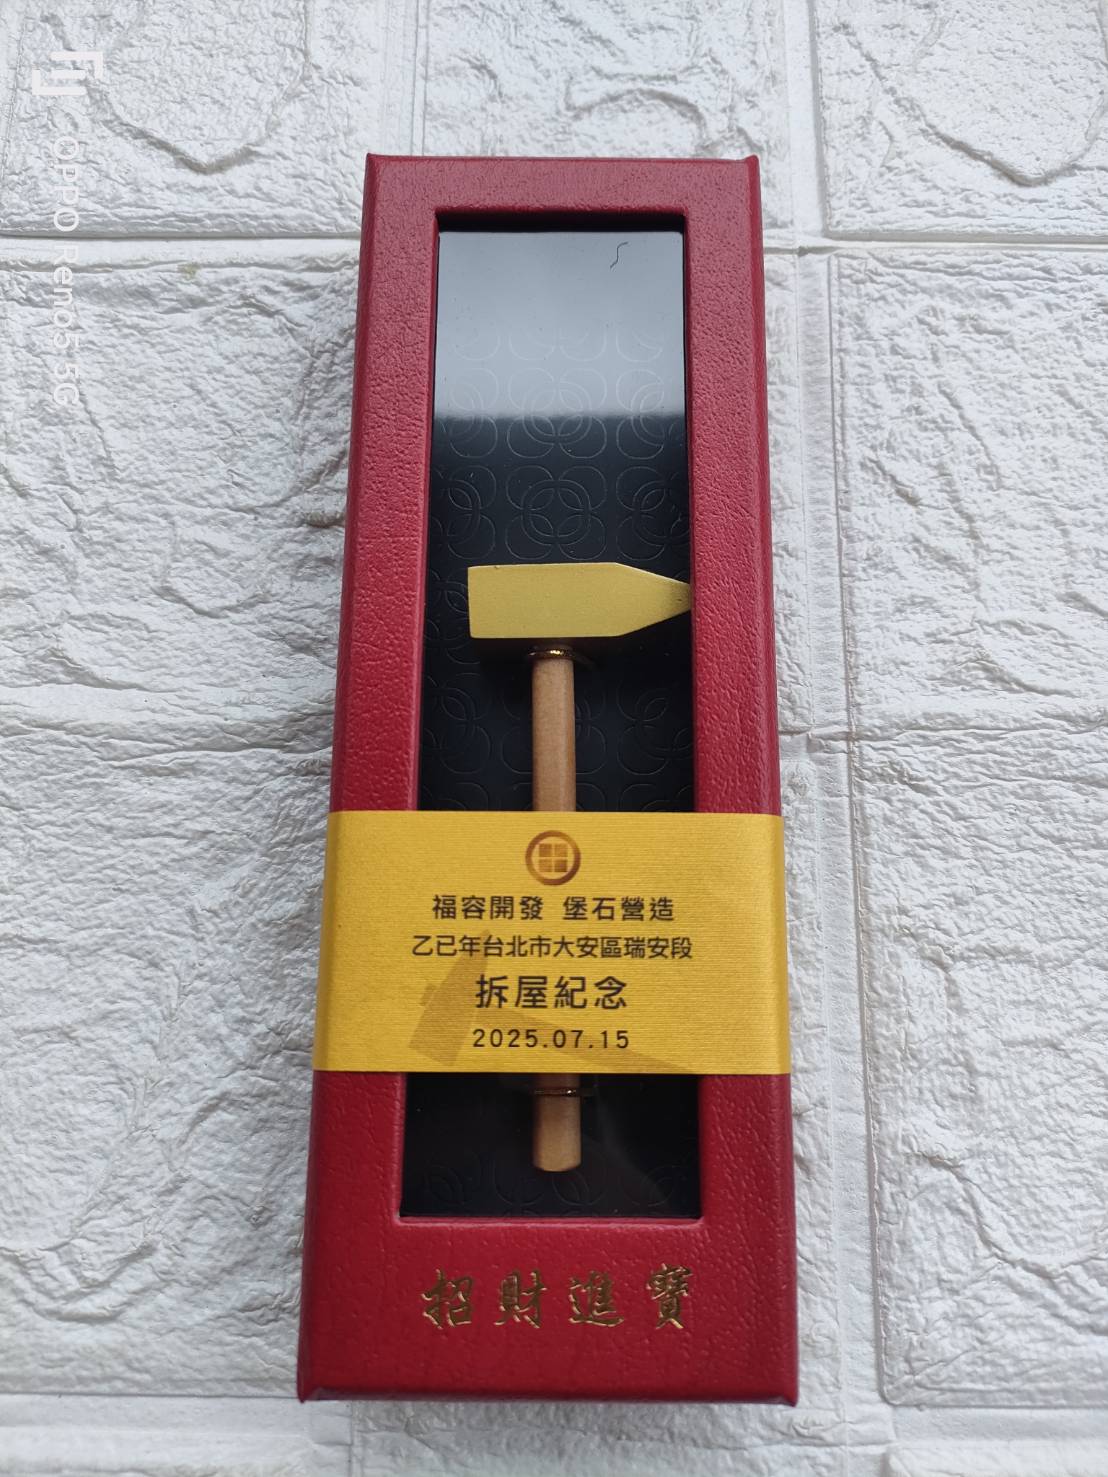 OPPO Reno5 5G
福容開發 堡石營造
乙已年台北市大安區瑞安段
拆屋紀念
2025.07.15
招財進寶